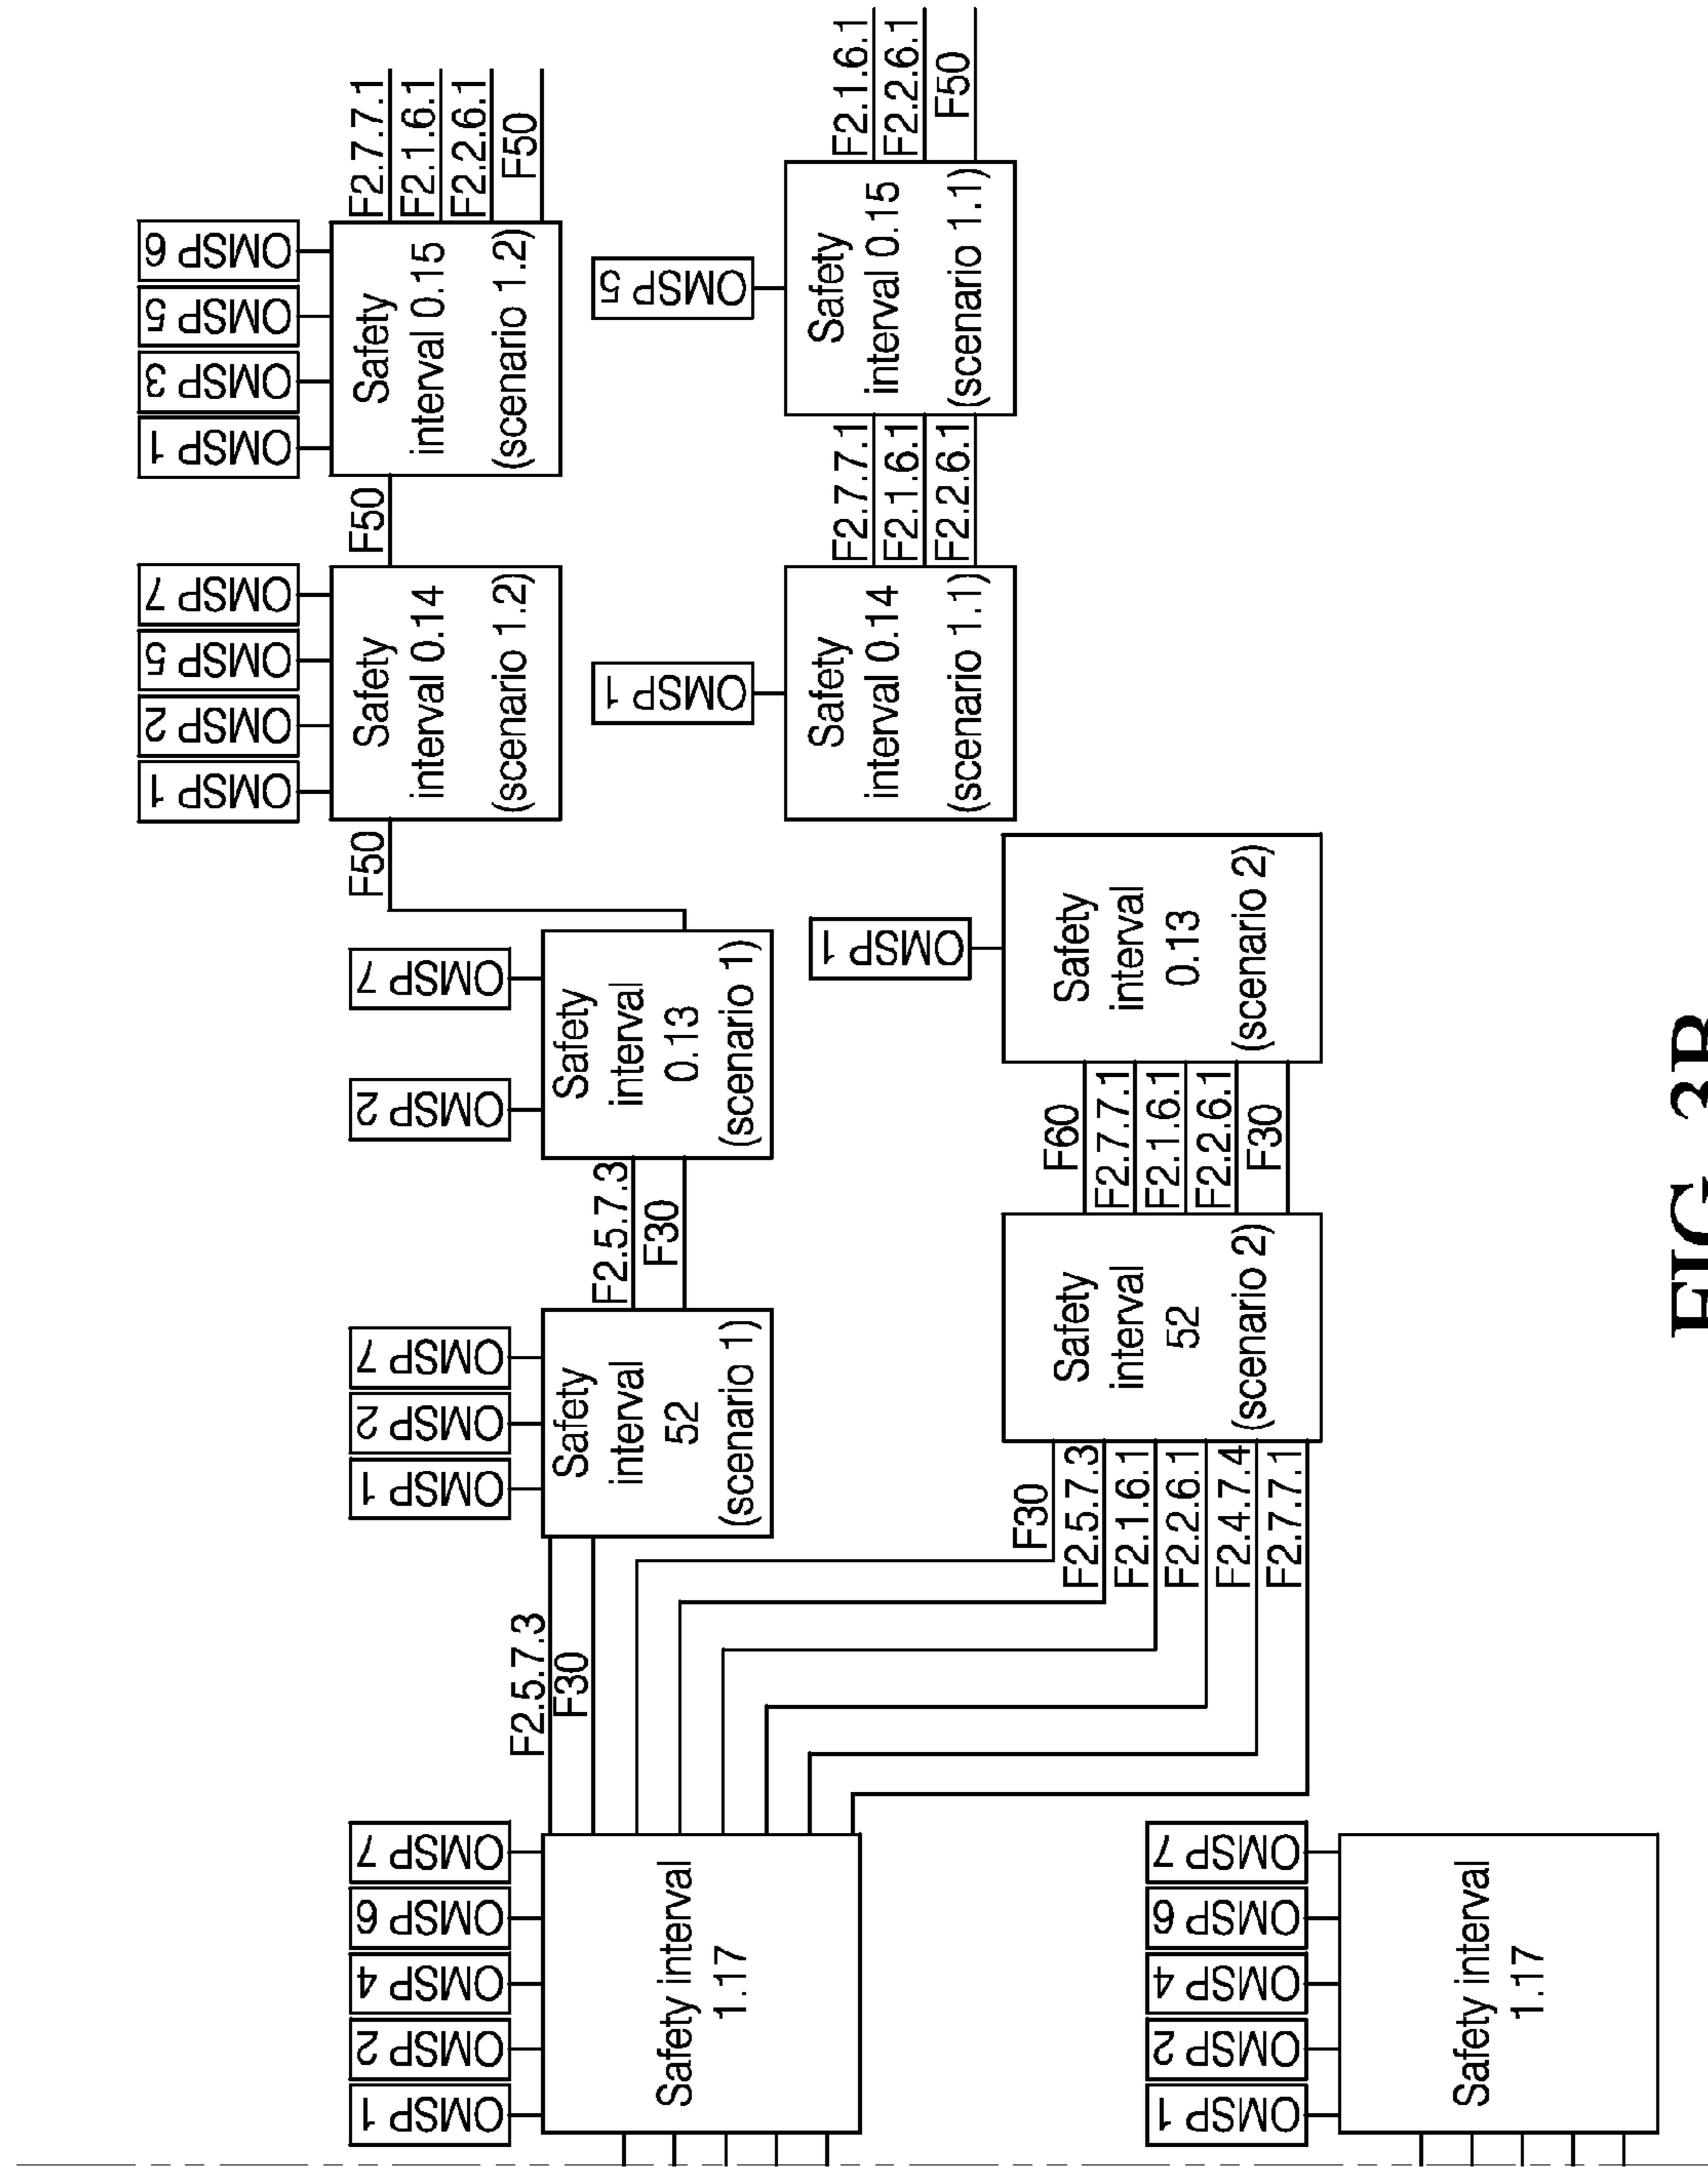 OMSP 1
OMSP 2
OMSP 4
OMSP 6
OMSP 7
Safety interval
1.17
F2.5.7.3
F30
OMSP 1
OMSP 2
OMSP 7
Safety
interval
52
(scenario 1)
F2.5.7.3
F30
OMSP 2
OMSP 7
Safety
interval
0.13
(scenario 1)
F50
OMSP 1
OMSP 2
OMSP 5
OMSP 7
Safety
interval 0.14
(scenario 1.2)
F50
OMSP 1
OMSP 3
OMSP 5
OMSP 6
Safety
interval 0.15
(scenario 1.2)
F2.7.7.1
F2.1.6.1
F2.2.6.1
F50
OMSP 1
Safety
interval 0.14
(scenario 1.1)
F2.7.7.1
F2.1.6.1
F2.2.6.1
OMSP 5
Safety
interval 0.15
(scenario 1.1)
F2.1.6.1
F2.2.6.1
F50
F30
F2.5.7.3
F2.1.6.1
F2.2.6.1
F2.4.7.4
F2.7.7.1
Safety
interval
52
(scenario 2)
F60
F2.7.7.1
F2.1.6.1
F2.2.6.1
F30
OMSP 1
Safety
interval
0.13
(scenario 2)
OMSP 1
OMSP 2
OMSP 4
OMSP 6
OMSP 7
Safety interval
1.17
FIG. 3B